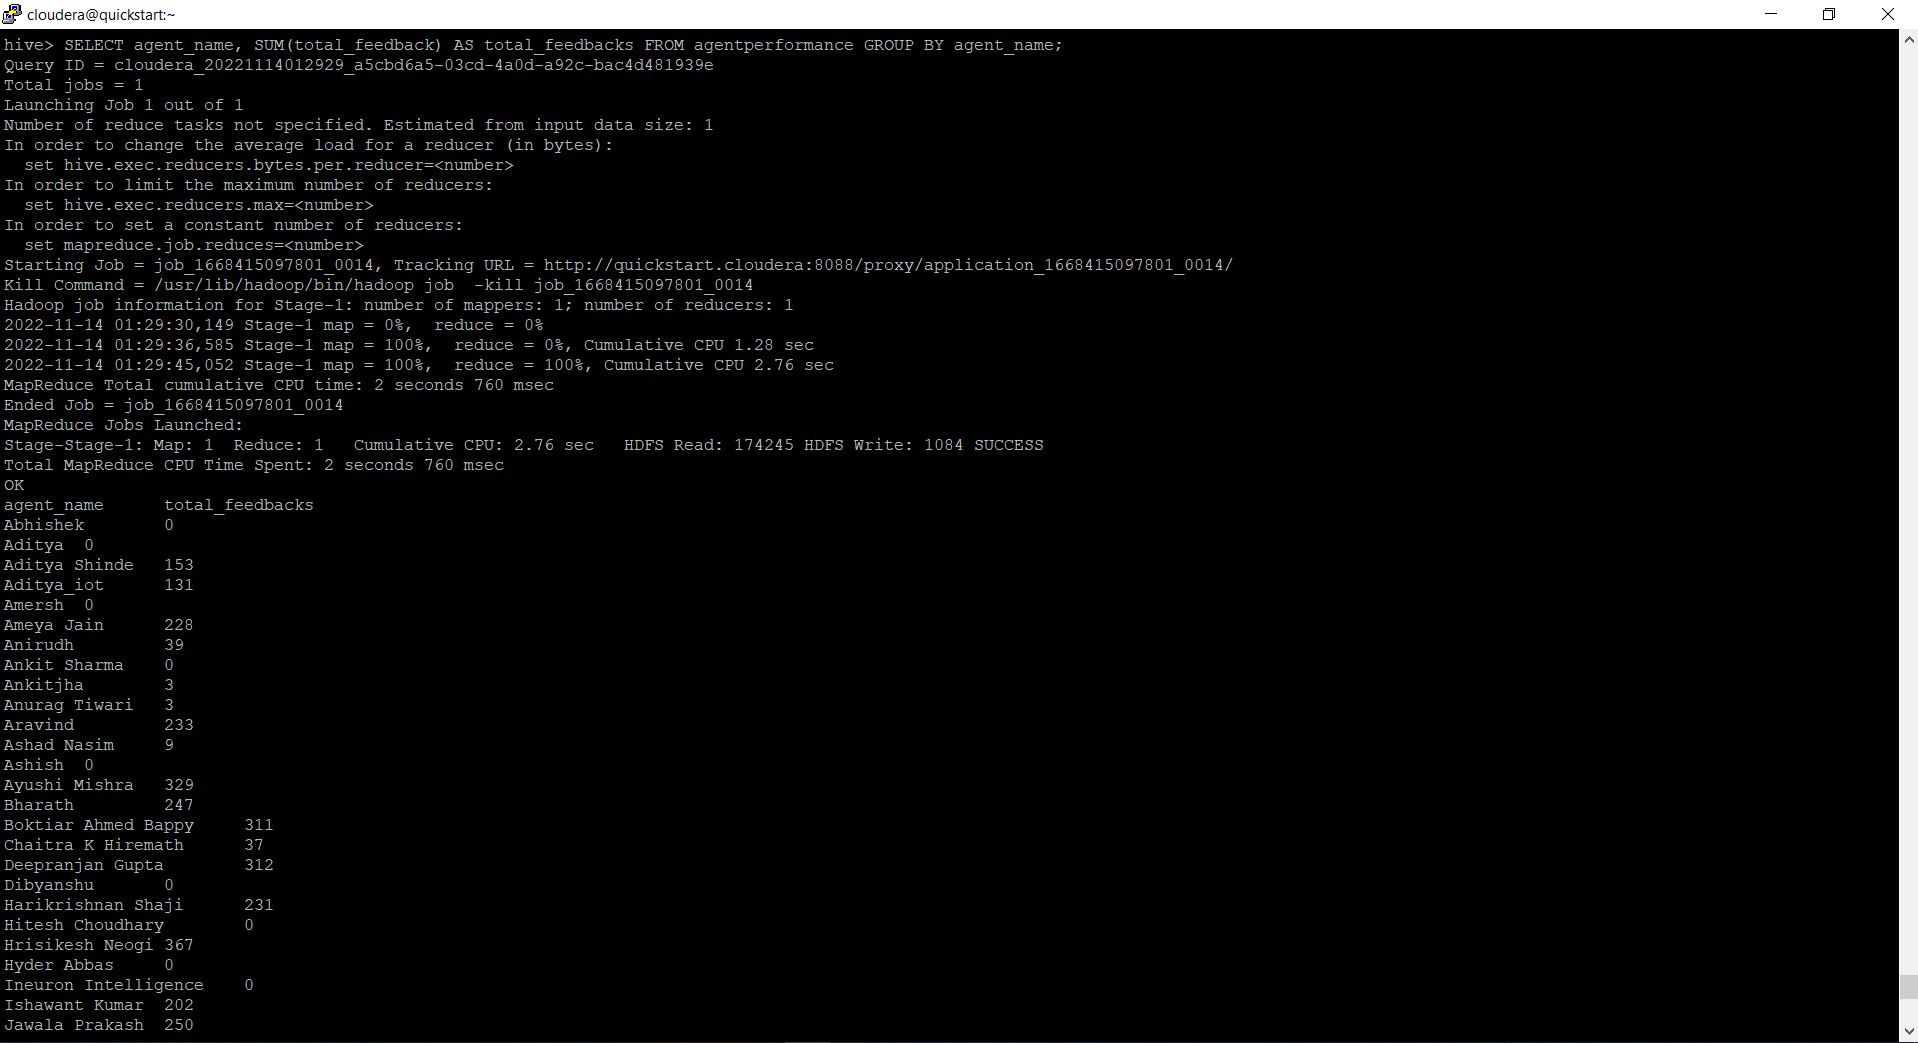 cloudera@quickstart:~
hive> SELECT agent_name, SUM(total_feedback) AS total_feedbacks FROM agentperformance GROUP BY agent_name;
Query ID = cloudera_20221114012929_a5cbd6a5-03cd-4a0d-a92c-bac4d481939e
Total jobs = 1
Launching Job 1 out of 1
Number of reduce tasks not specified. Estimated from input data size: 1
In order to change the average load for a reducer (in bytes):
  set hive.exec.reducers.bytes.per.reducer=<number>
In order to limit the maximum number of reducers:
  set hive.exec.reducers.max=<number>
In order to set a constant number of reducers:
  set mapreduce.job.reduces=<number>
Starting Job = job_1668415097801_0014, Tracking URL = http://quickstart.cloudera:8088/proxy/application_1668415097801_0014/
Kill Command = /usr/lib/hadoop/bin/hadoop job  -kill job_1668415097801_0014
Hadoop job information for Stage-1: number of mappers: 1; number of reducers: 1
2022-11-14 01:29:30,149 Stage-1 map = 0%,  reduce = 0%
2022-11-14 01:29:36,585 Stage-1 map = 100%,  reduce = 0%, Cumulative CPU 1.28 sec
2022-11-14 01:29:45,052 Stage-1 map = 100%,  reduce = 100%, Cumulative CPU 2.76 sec
MapReduce Total cumulative CPU time: 2 seconds 760 msec
Ended Job = job_1668415097801_0014
MapReduce Jobs Launched:
Stage-Stage-1: Map: 1  Reduce: 1   Cumulative CPU: 2.76 sec   HDFS Read: 174245 HDFS Write: 1084 SUCCESS
Total MapReduce CPU Time Spent: 2 seconds 760 msec
OK
agent_name      total_feedbacks
Abhishek        0
Aditya  0
Aditya Shinde   153
Aditya_iot      131
Amersh  0
Ameya Jain      228
Anirudh         39
Ankit Sharma    0
Ankitjha        3
Anurag Tiwari   3
Aravind         233
Ashad Nasim     9
Ashish  0
Ayushi Mishra   329
Bharath         247
Boktiar Ahmed Bappy     311
Chaitra K Hiremath      37
Deepranjan Gupta        312
Dibyanshu       0
Harikrishnan Shaji      231
Hitesh Choudhary        0
Hrisikesh Neogi 367
Hyder Abbas     0
Ineuron Intelligence    0
Ishawant Kumar  202
Jawala Prakash  250